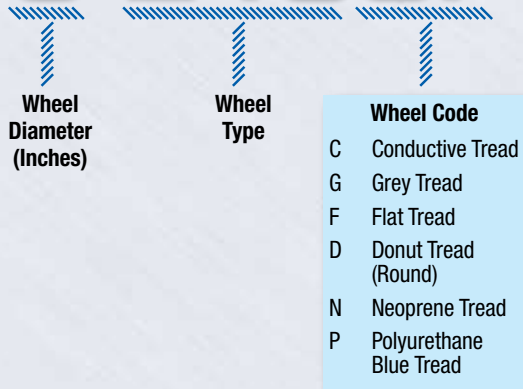 Wheel
Diameter
(Inches)
Wheel
Type
Wheel Code
C Conductive Tread
G Grey Tread
F Flat Tread
D Donut Tread
(Round)
N Neoprene Tread
P Polyurethane
Blue Tread